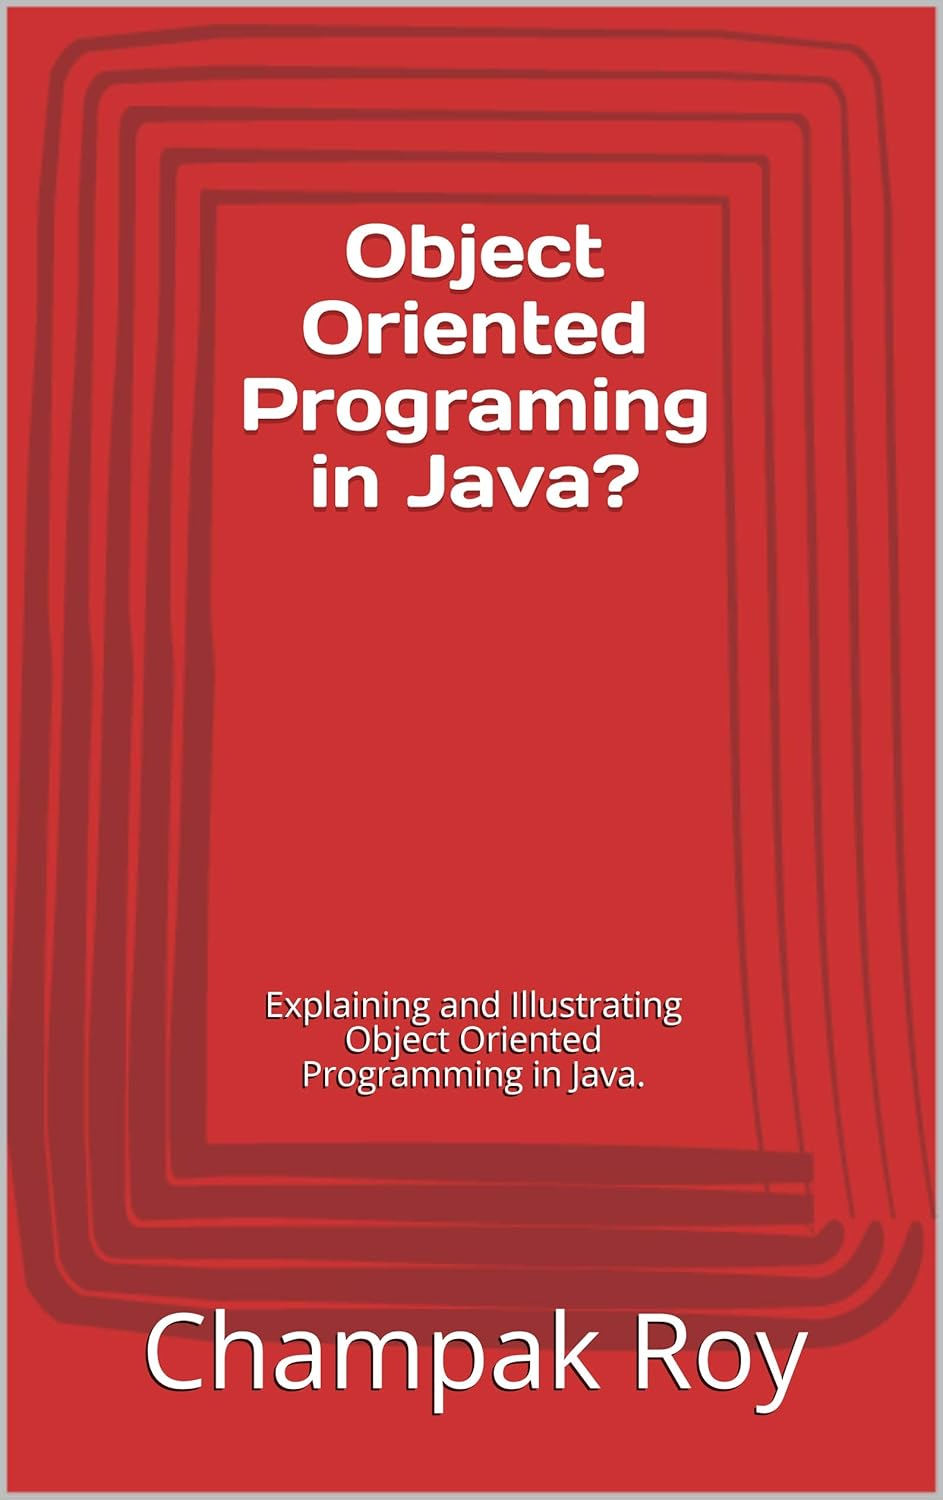 Object
Oriented
Programing
in Java?
Explaining and Illustrating
Object Oriented
Programming in Java.
Champak Roy